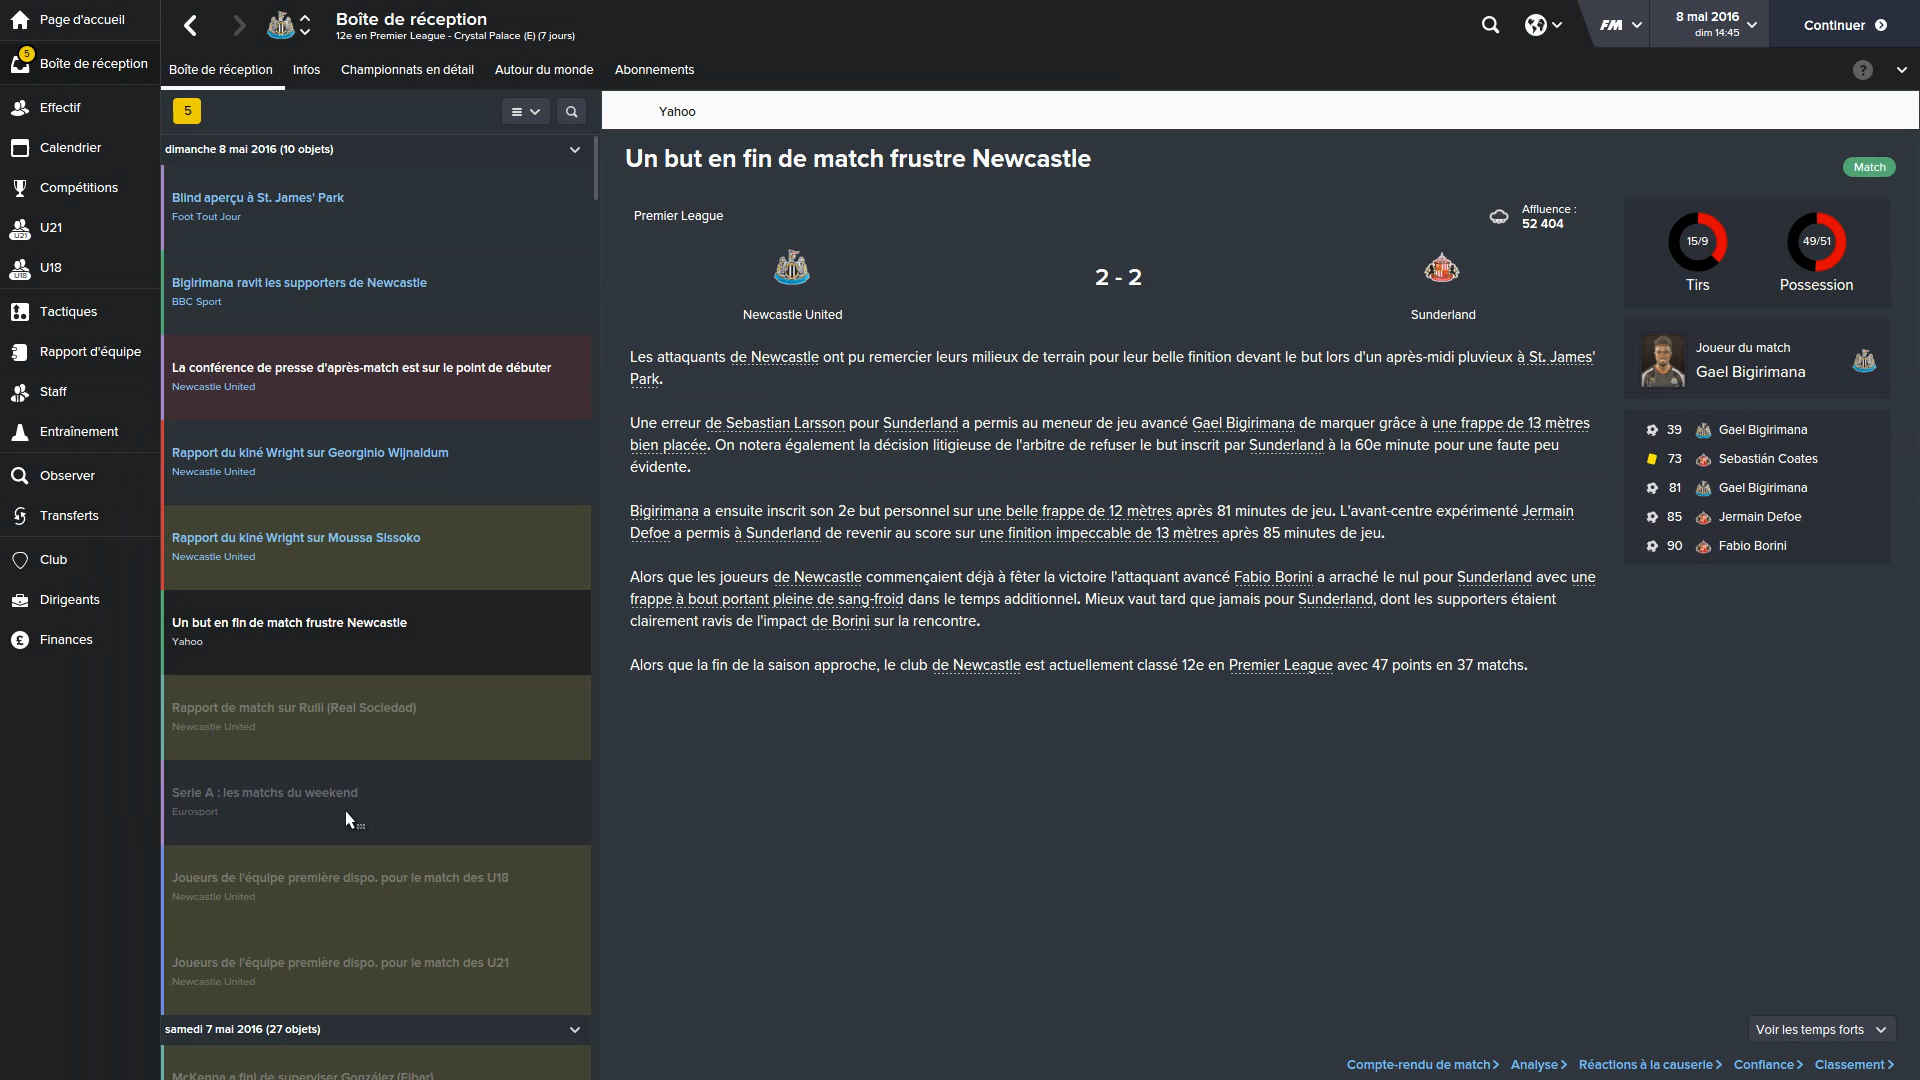 Page d'accueil
5
Boîte de réception
Effectif
Calendrier
Compétitions
U21
U21
U18
U18
Tactiques
Rapport d'équipe
Staff
Entraînement
Observer
Transferts
Club
Dirigeants
Finances
Boîte de réception
12e en Premier League - Crystal Palace (E) (7 jours)
FM
8 mai 2016
dim 14:45
Continuer
Boîte de réception
Infos
Championnats en détail
Autour du monde
Abonnements
?
5
dimanche 8 mai 2016 (10 objets)
Blind aperçu à St. James' Park
Foot Tout Jour
Bigirimana ravit les supporters de Newcastle
BBC Sport
La conférence de presse d'après-match est sur le point de débuter
Newcastle United
Rapport du kiné Wright sur Georginio Wijnaldum
Newcastle United
Rapport du kiné Wright sur Moussa Sissoko
Newcastle United
Un but en fin de match frustre Newcastle
Yahoo
Rapport de match sur Rulli (Real Sociedad)
Newcastle United
Serie A : les matchs du weekend
Eurosport
Joueurs de l'équipe première dispo. pour le match des U18
Newcastle United
Joueurs de l'équipe première dispo. pour le match des U21
Newcastle United
samedi 7 mai 2016 (27 objets)
McKenna a fini de superviser González (Eibar)
Yahoo
Un but en fin de match frustre Newcastle
Match
Premier League
Affluence :
52 404
2 - 2
Newcastle United
Sunderland
Les attaquants de Newcastle ont pu remercier leurs milieux de terrain pour leur belle finition devant le but lors d'un après-midi pluvieux à St. James'
Park.
Une erreur de Sebastian Larsson pour Sunderland a permis au meneur de jeu avancé Gael Bigirimana de marquer grâce à une frappe de 13 mètres
bien placée. On notera également la décision litigieuse de l'arbitre de refuser le but inscrit par Sunderland à la 60e minute pour une faute peu
évidente.
Bigirimana a ensuite inscrit son 2e but personnel sur une belle frappe de 12 mètres après 81 minutes de jeu. L'avant-centre expérimenté Jermain
Defoe a permis à Sunderland de revenir au score sur une finition impeccable de 13 mètres après 85 minutes de jeu.
Alors que les joueurs de Newcastle commençaient déjà à fêter la victoire l'attaquant avancé Fabio Borini a arraché le nul pour Sunderland avec une
frappe à bout portant pleine de sang-froid dans le temps additionnel. Mieux vaut tard que jamais pour Sunderland, dont les supporters étaient
clairement ravis de l'impact de Borini sur la rencontre.
Alors que la fin de la saison approche, le club de Newcastle est actuellement classé 12e en Premier League avec 47 points en 37 matchs.
15/9
Tirs
49/51
Possession
Joueur du match
Gael Bigirimana
39 Gael Bigirimana
73 Sebastián Coates
81 Gael Bigirimana
85 Jermain Defoe
90 Fabio Borini
Voir les temps forts
Compte-rendu de match
Analyse
Réactions à la causerie
Confiance
Classement